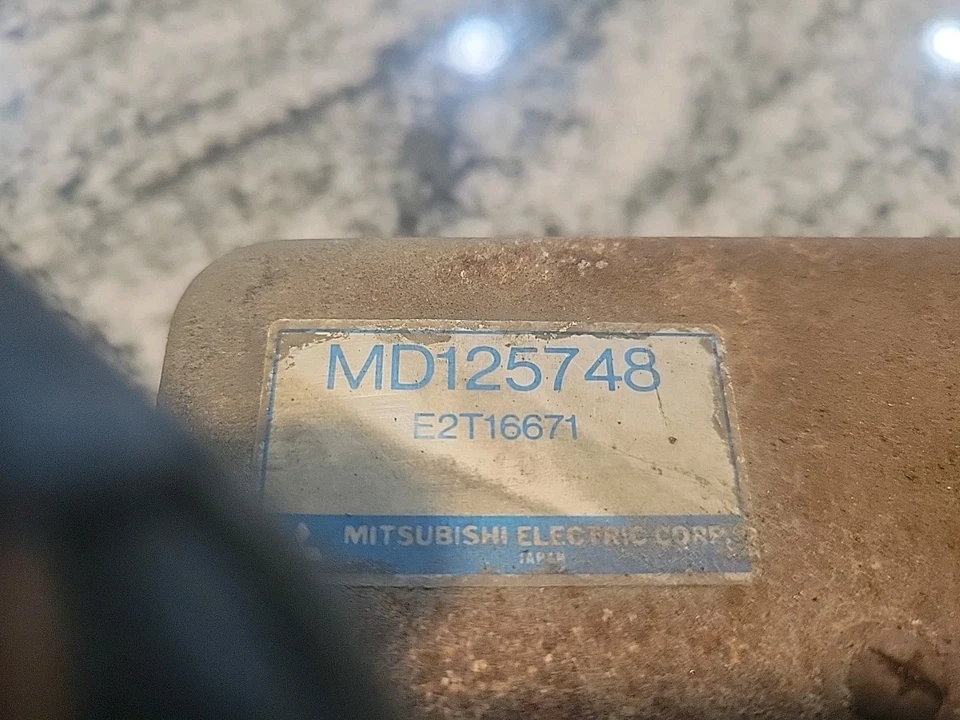 MD125748
E2T16671
MITSUBISHI ELECTRIC CORP.
JAPAN